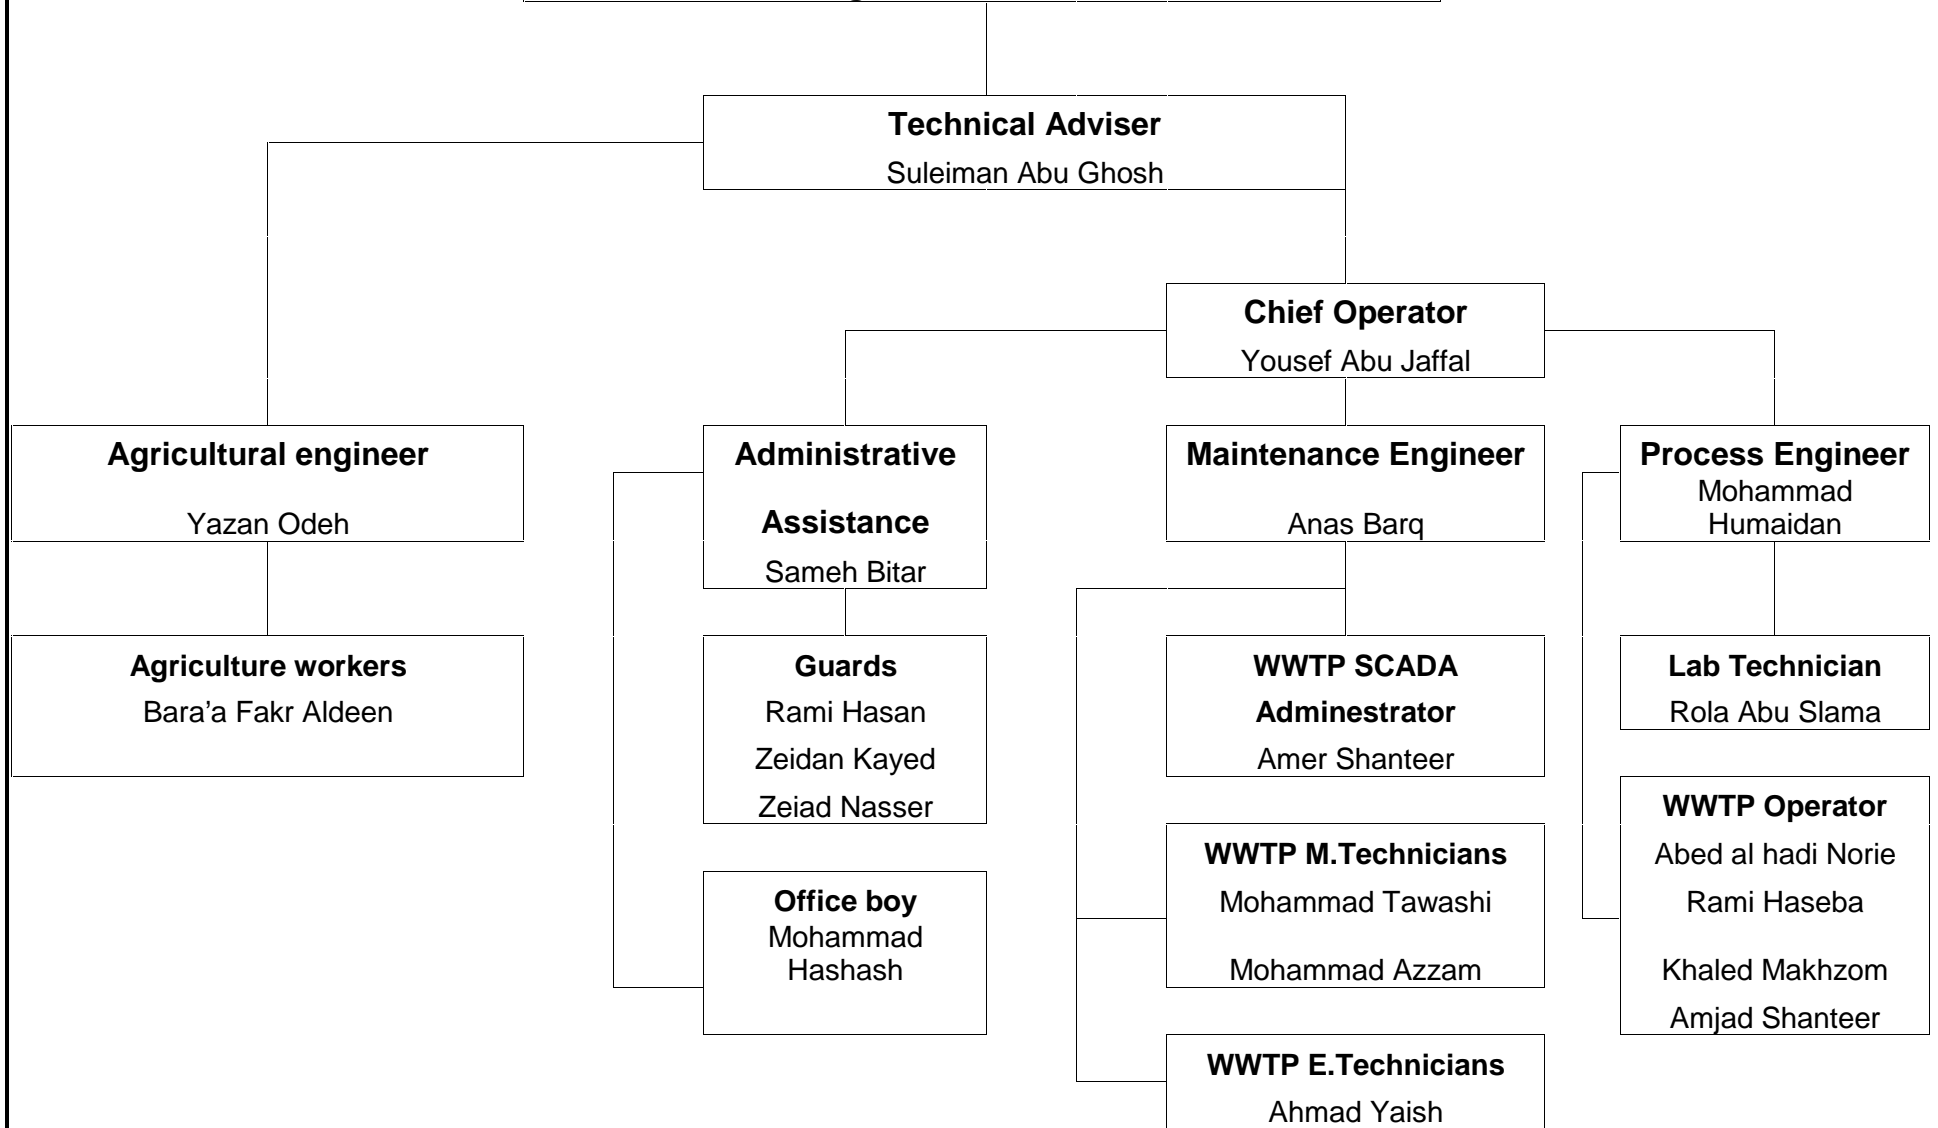 Technical Adviser
Suleiman Abu Ghosh
Chief Operator
Yousef Abu Jaffal
Agricultural engineer
Yazan Odeh
Administrative
Assistance
Sameh Bitar
Maintenance Engineer
Anas Barq
Process Engineer
Mohammad
Humaidan
Agriculture workers
Bara’a Fakr Aldeen
Guards
Rami Hasan
Zeidan Kayed
Zeiad Nasser
WWTP SCADA
Adminestrator
Amer Shanteer
Lab Technician
Rola Abu Slama
Office boy
Mohammad
Hashash
WWTP M.Technicians
Mohammad Tawashi
Mohammad Azzam
WWTP Operator
Abed al hadi Norie
Rami Haseba
Khaled Makhzom
Amjad Shanteer
WWTP E.Technicians
Ahmad Yaish